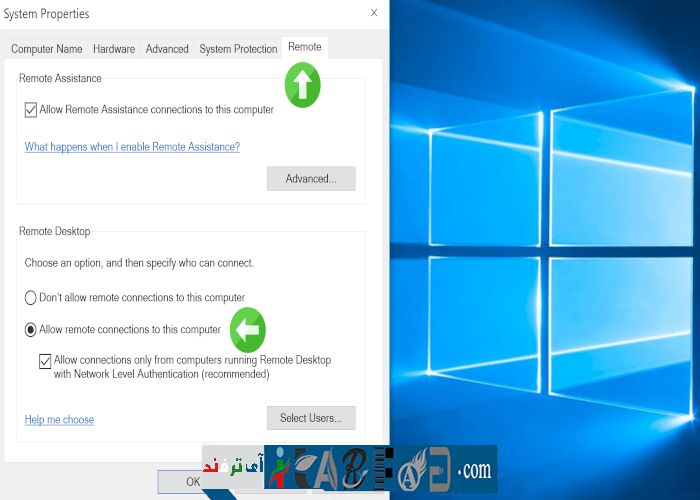 System Properties
Computer Name Hardware Advanced System Protection Remote
Remote Assistance
Allow Remote Assistance connections to this computer
What happens when I enable Remote Assistance?
Advanced...
Remote Desktop
Choose an option, and then specify who can connect.
Don't allow remote connections to this computer
Allow remote connections to this computer
Allow connections only from computers running Remote Desktop
with Network Level Authentication (recommended)
Help me choose
Select Users...
آی ترفند
.com
OK